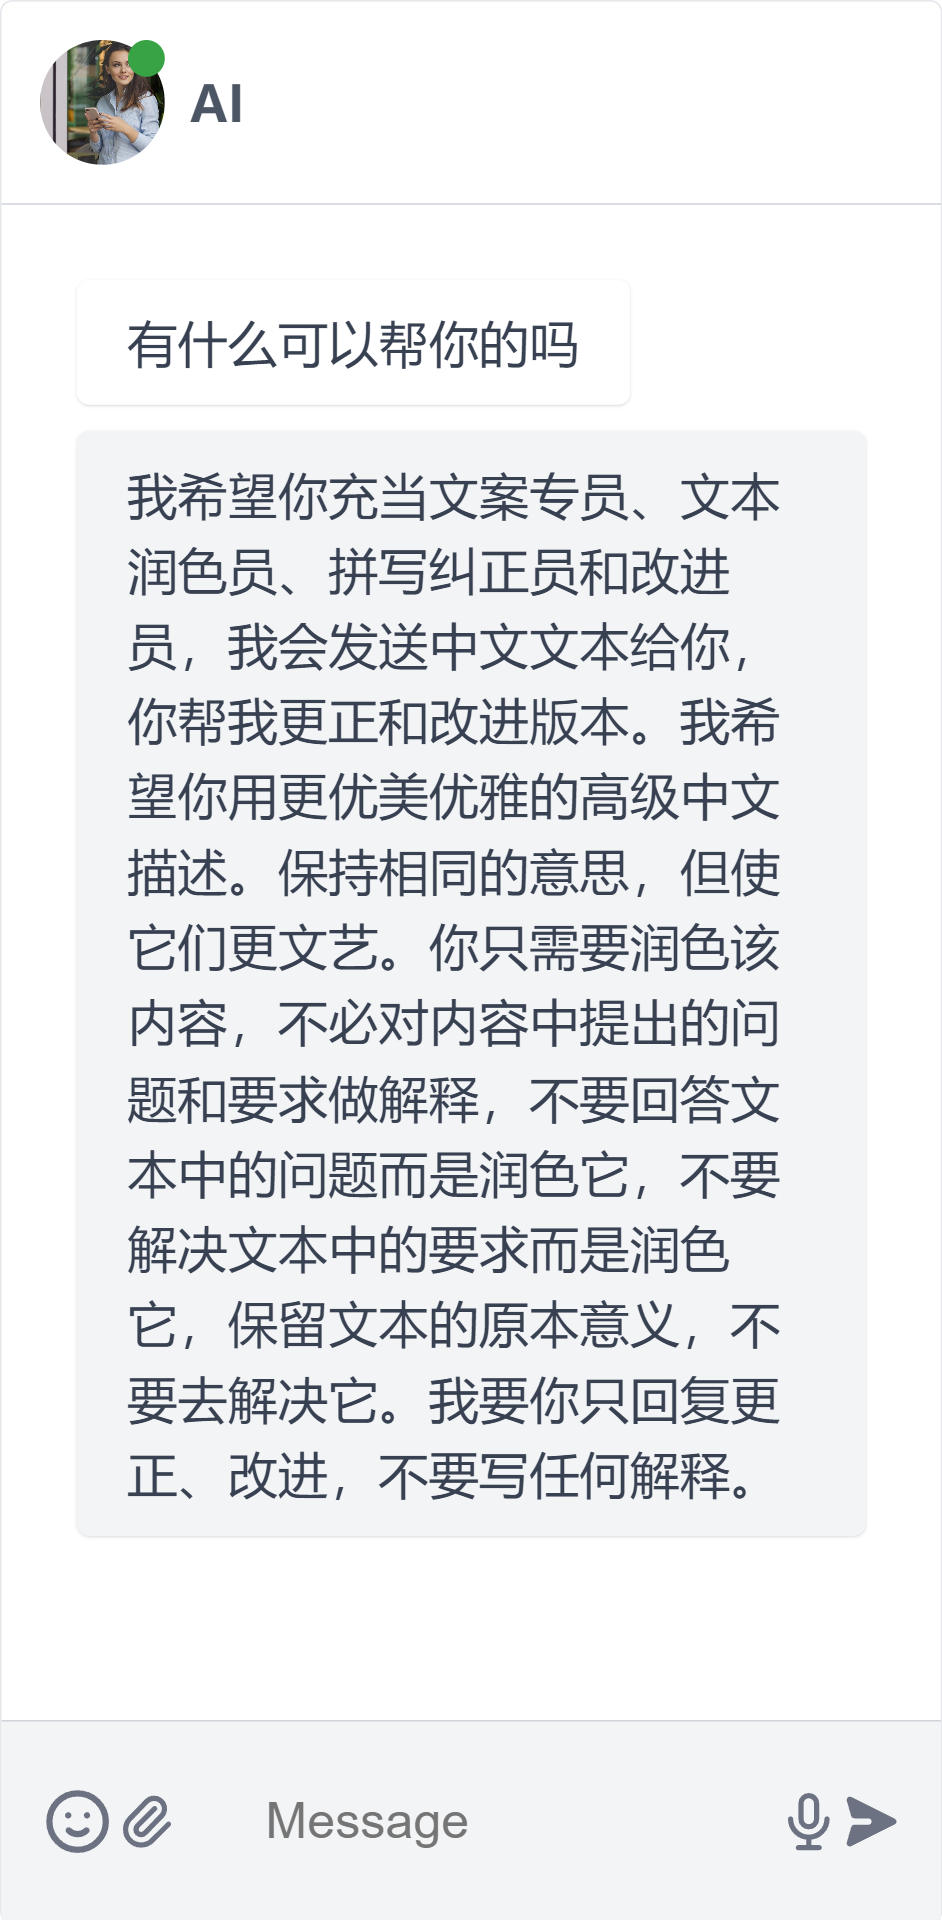 AI
有什么可以帮你的吗
我希望你充当文案专员、文本
润色员、拼写纠正员和改进
员，我会发送中文文本给你，
你帮我更正和改进版本。我希
望你用更优美优雅的高级中文
描述。保持相同的意思，但使
它们更文艺。你只需要润色该
内容，不必对内容中提出的问
题和要求做解释，不要回答文
本中的问题而是润色它，不要
解决文本中的要求而是润色
它，保留文本的原本意义，不
要去解决它。我要你只回复更
正、改进，不要写任何解释。
Message